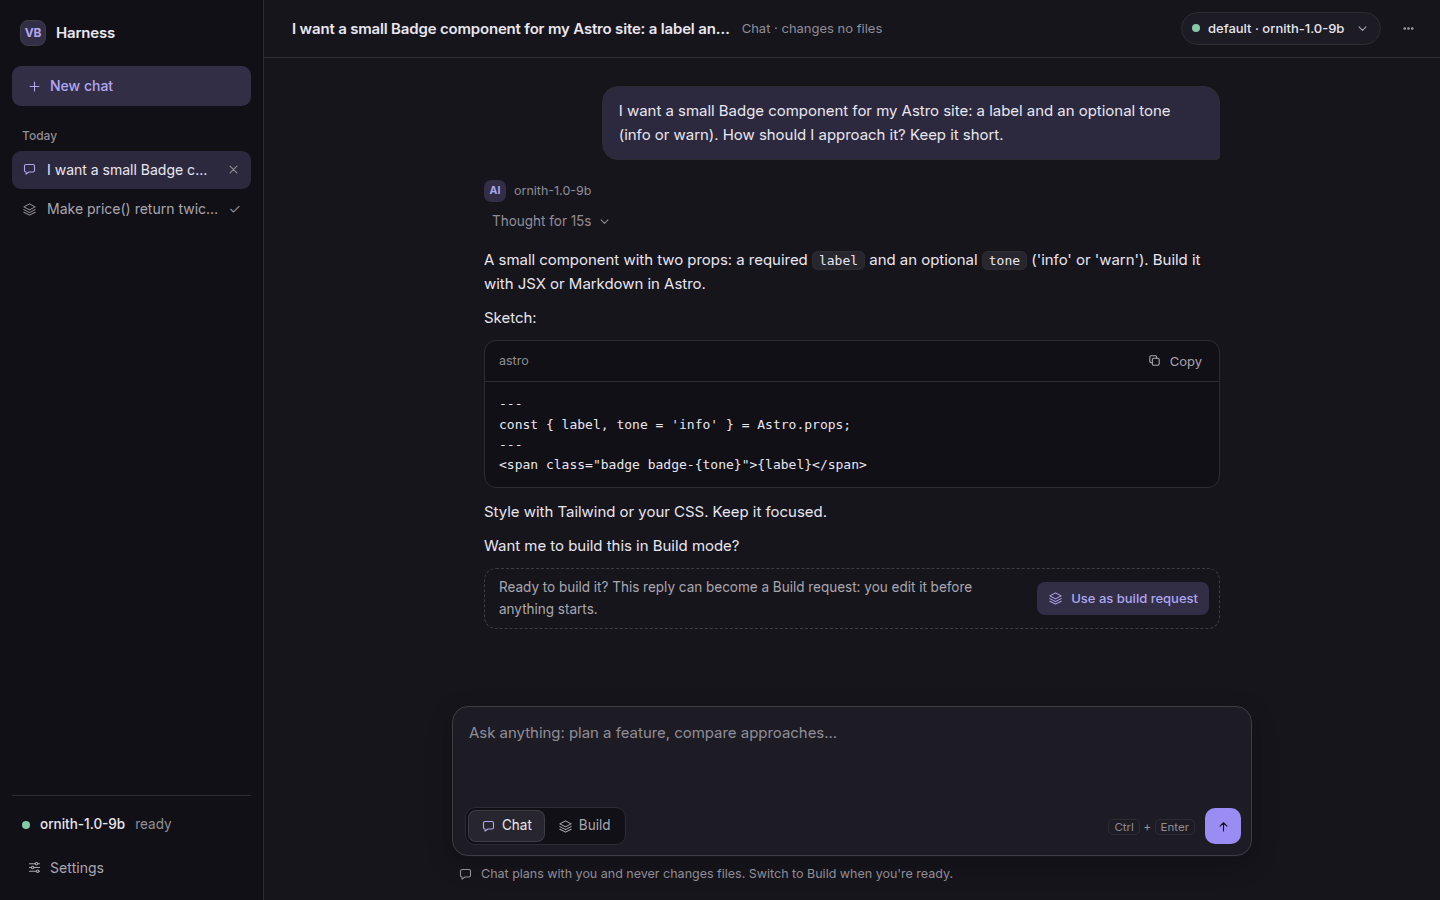 VB Harness
New chat
Today
I want a small Badge c...
Make price() return twic...
ornith-1.0-9b ready
Settings
I want a small Badge component for my Astro site: a label an... Chat · changes no files
default · ornith-1.0-9b
I want a small Badge component for my Astro site: a label and an optional tone
(info or warn). How should I approach it? Keep it short.
AI ornith-1.0-9b
Thought for 15s
A small component with two props: a required label and an optional tone ('info' or 'warn'). Build it
with JSX or Markdown in Astro.
Sketch:
astro Copy
---
const { label, tone = 'info' } = Astro.props;
---
<span class="badge badge-{tone}">{label}</span>
Style with Tailwind or your CSS. Keep it focused.
Want me to build this in Build mode?
Ready to build it? This reply can become a Build request: you edit it before
anything starts.
Use as build request
Ask anything: plan a feature, compare approaches...
Chat Build Ctrl + Enter
Chat plans with you and never changes files. Switch to Build when you're ready.